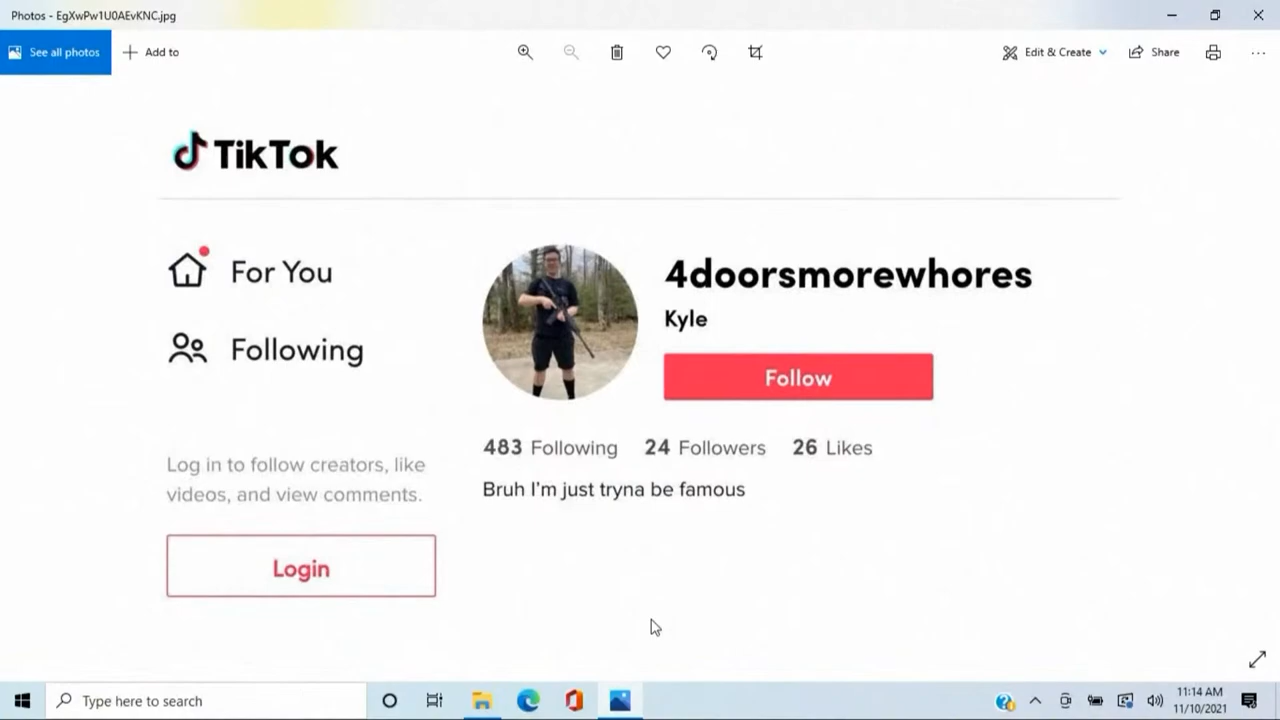 Photos - EgXwPw1U0AEvKNC.jpg
See all photos
Add to
Edit & Create
Share
TikTok
For You
Following
Log in to follow creators, like
videos, and view comments.
Login
4doorsmorewhores
Kyle
Follow
483 Following 24 Followers 26 Likes
Bruh I'm just tryna be famous
Type here to search
11:14 AM
11/10/2021